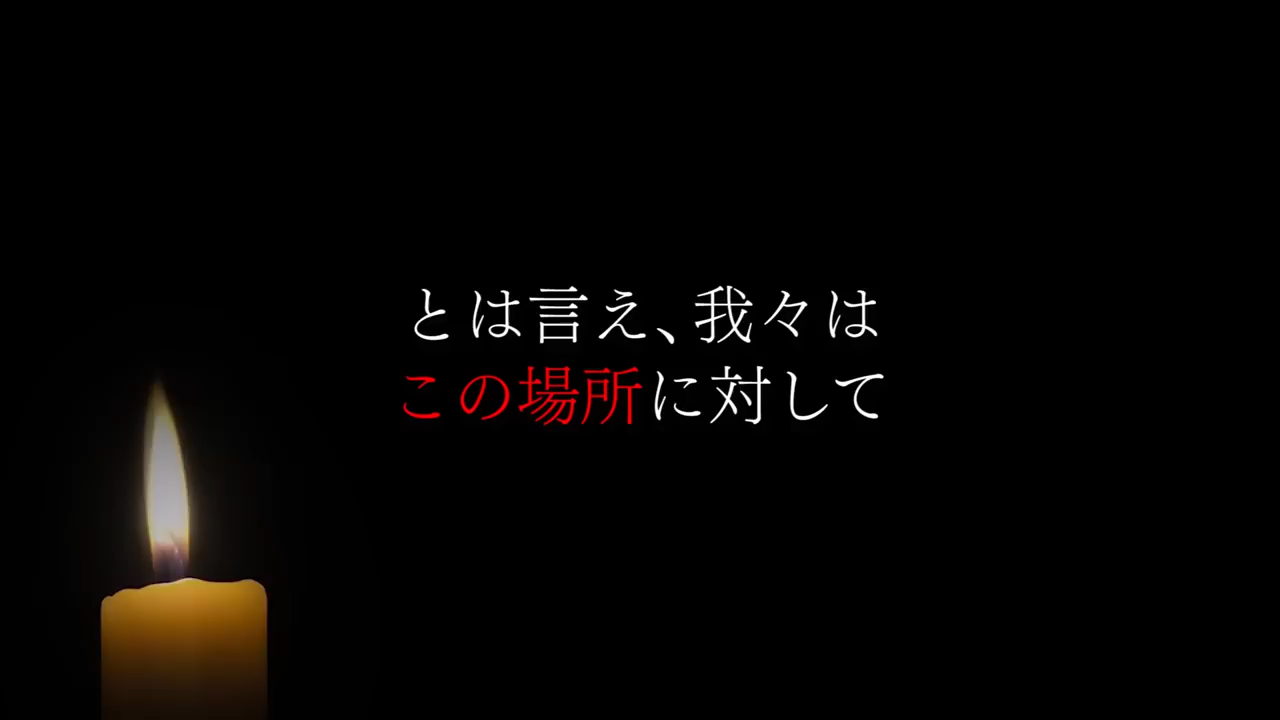 とは言え、我々は
この場所に対して